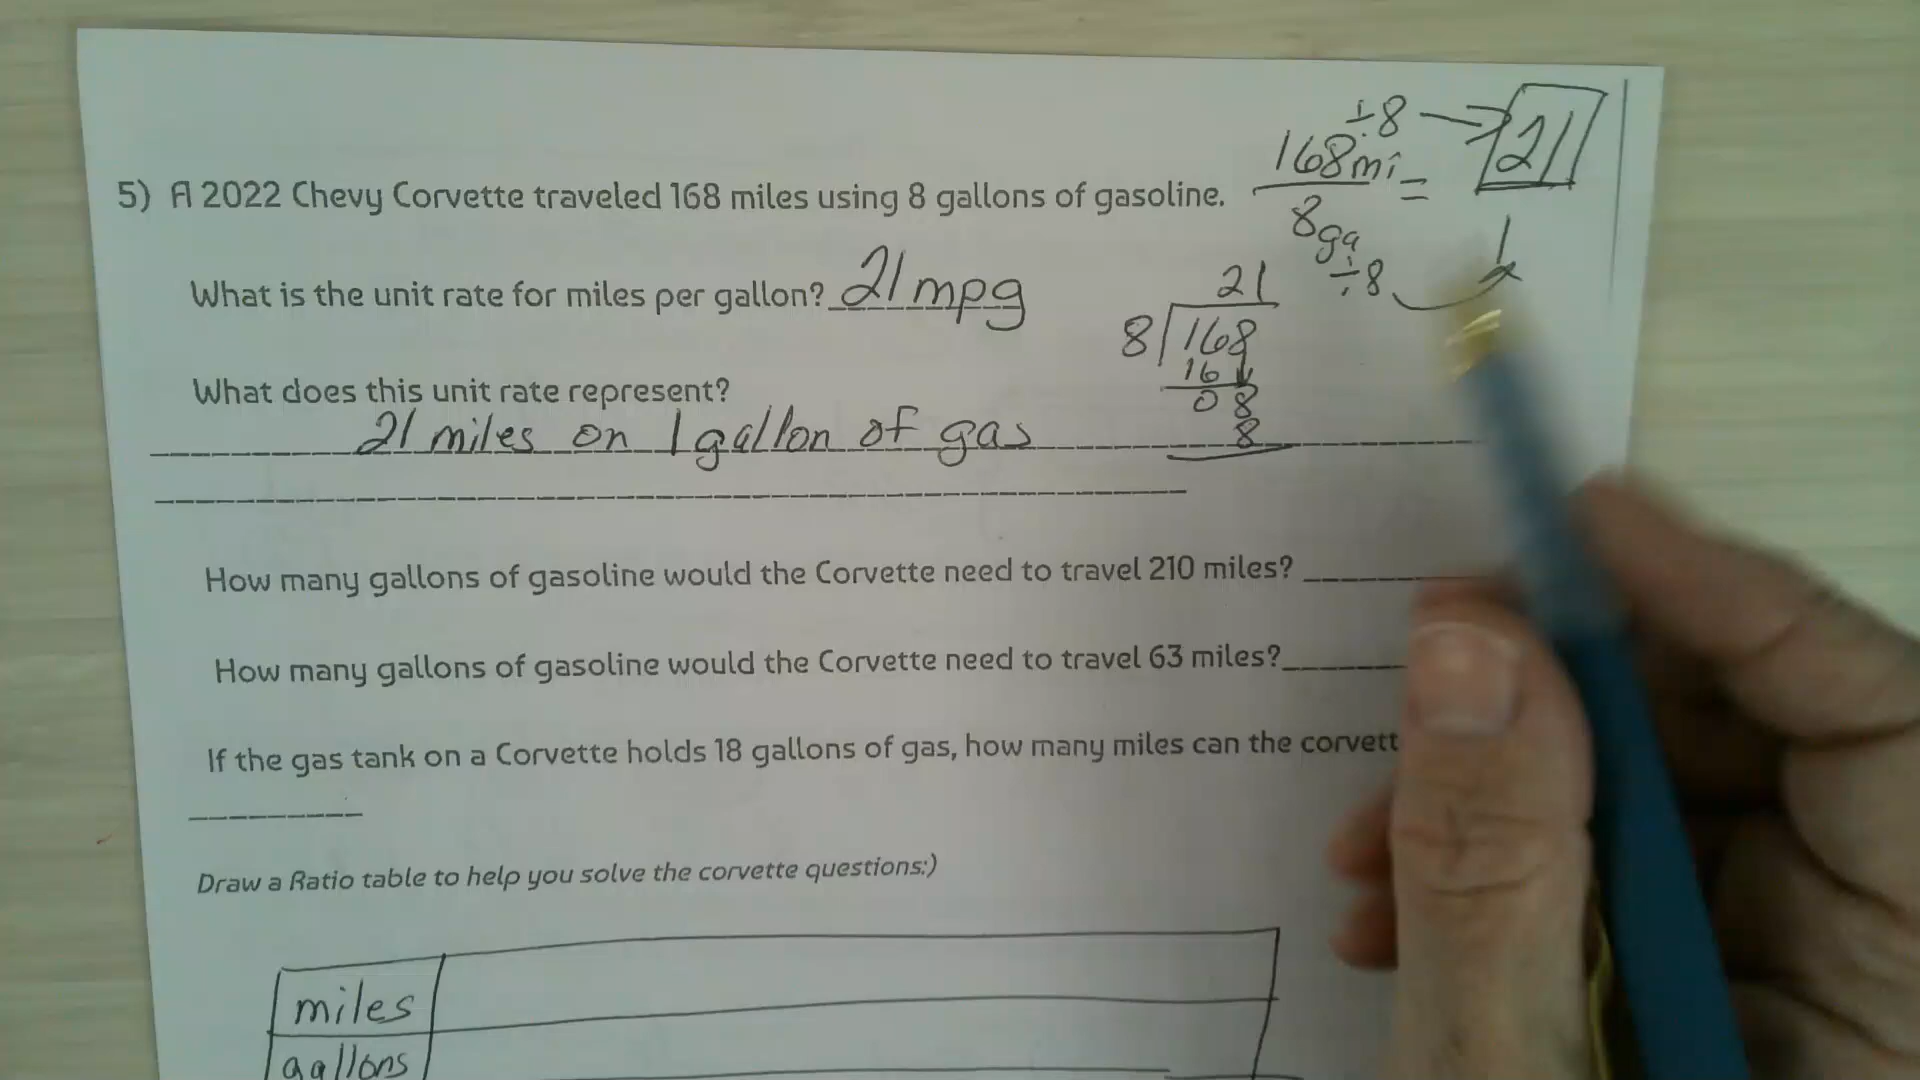 ÷8 → 21
168mi =
8ga 1
÷8
5) A 2022 Chevy Corvette traveled 168 miles using 8 gallons of gasoline.
What is the unit rate for miles per gallon? 21 mpg
21
8 168
16
08
8
What does this unit rate represent?
21 miles on 1 gallon of gas
How many gallons of gasoline would the Corvette need to travel 210 miles?
How many gallons of gasoline would the Corvette need to travel 63 miles?
If the gas tank on a Corvette holds 18 gallons of gas, how many miles can the corvett
Draw a Ratio table to help you solve the corvette questions:)
miles
gallons